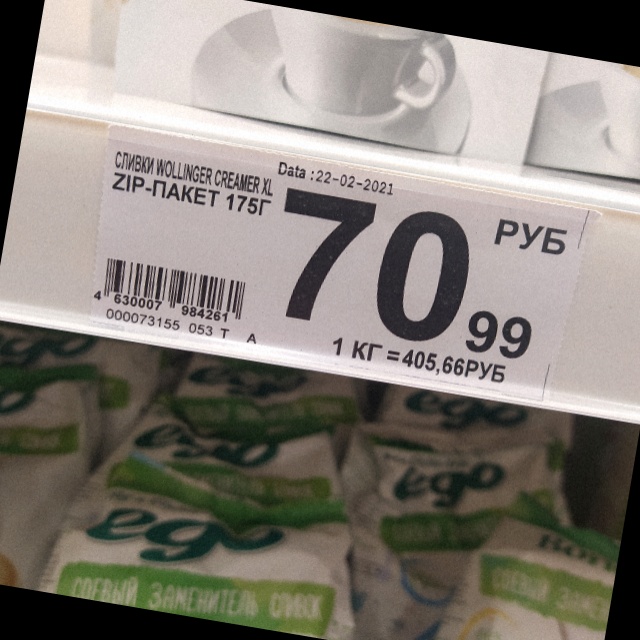 СЛИВКИ WOLLINGER CREAMER XL
ZIP-ПАКЕТ 175Г
Data :22-02-2021
70 99
РУБ
4 630007 984261
000073155 053 Т А
1 КГ =405,66РУБ
ego
ego
ego
СОЕВЫЙ ЗАМЕНИТЕЛЬ СЛИВОК